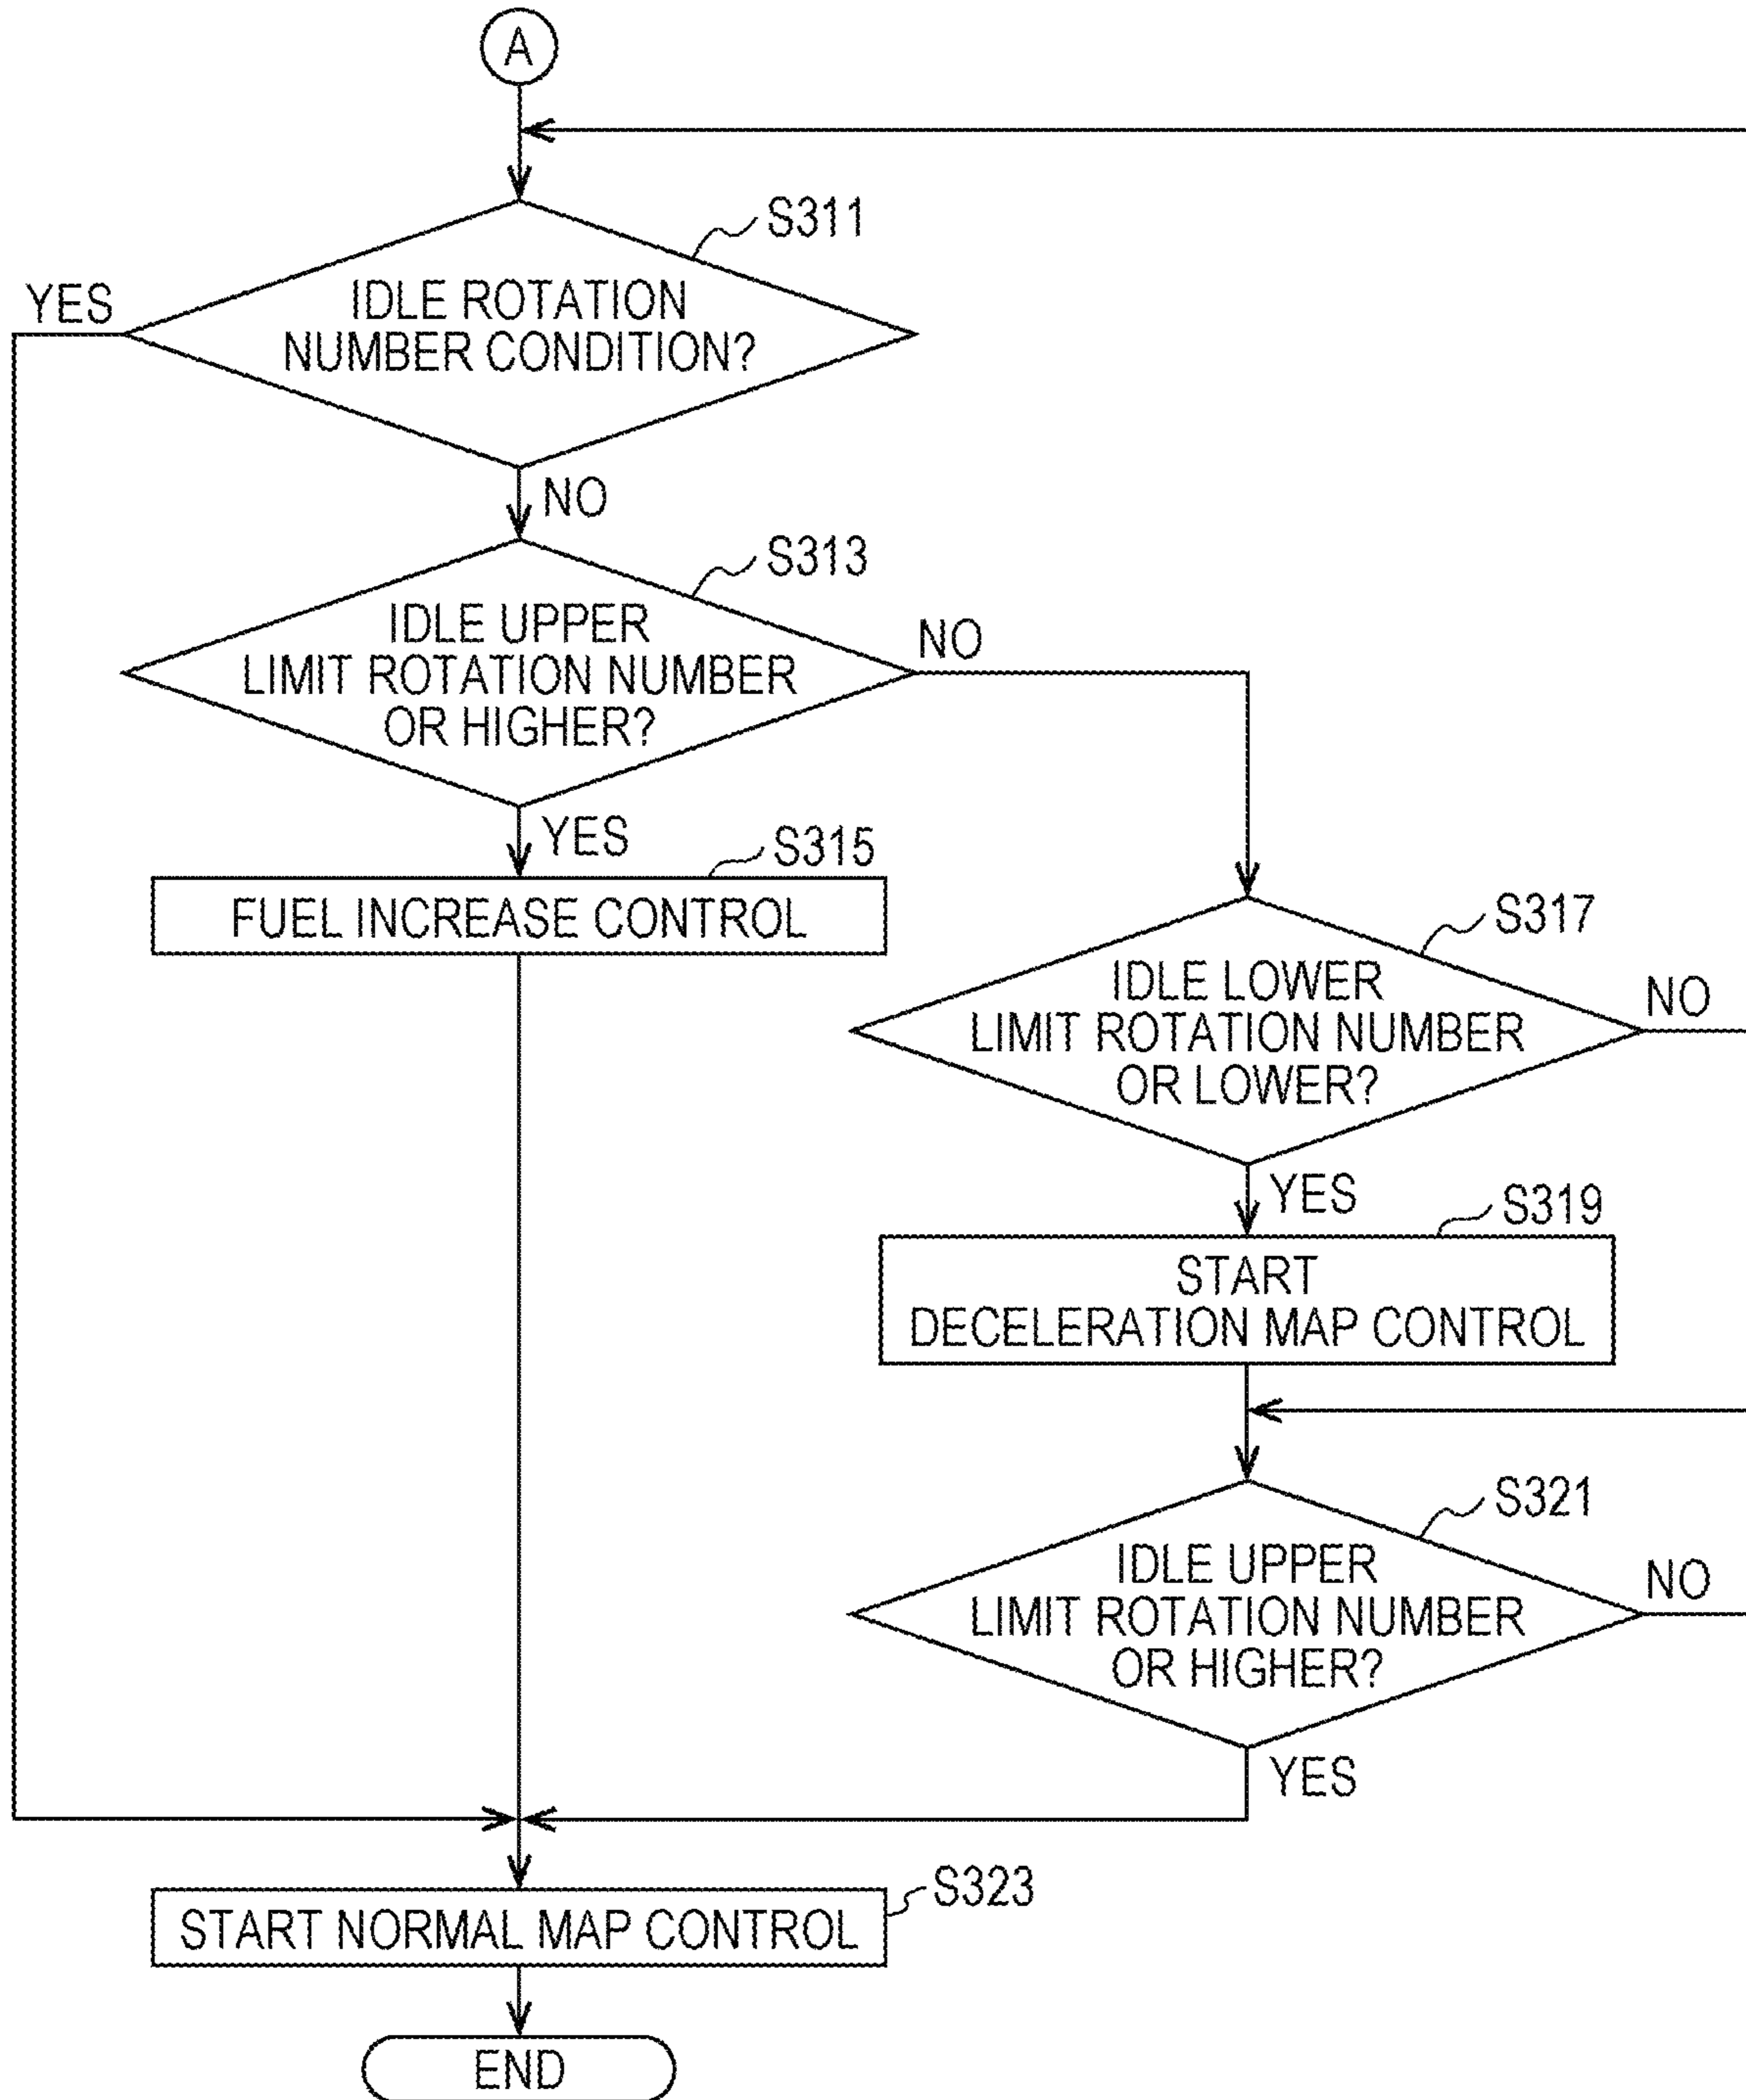 A
S311
YES
IDLE ROTATION
NUMBER CONDITION?
NO
S313
IDLE UPPER
LIMIT ROTATION NUMBER
OR HIGHER?
NO
YES
S315
FUEL INCREASE CONTROL
S317
IDLE LOWER
LIMIT ROTATION NUMBER
OR LOWER?
NO
YES
S319
START
DECELERATION MAP CONTROL
S321
IDLE UPPER
LIMIT ROTATION NUMBER
OR HIGHER?
NO
YES
S323
START NORMAL MAP CONTROL
END